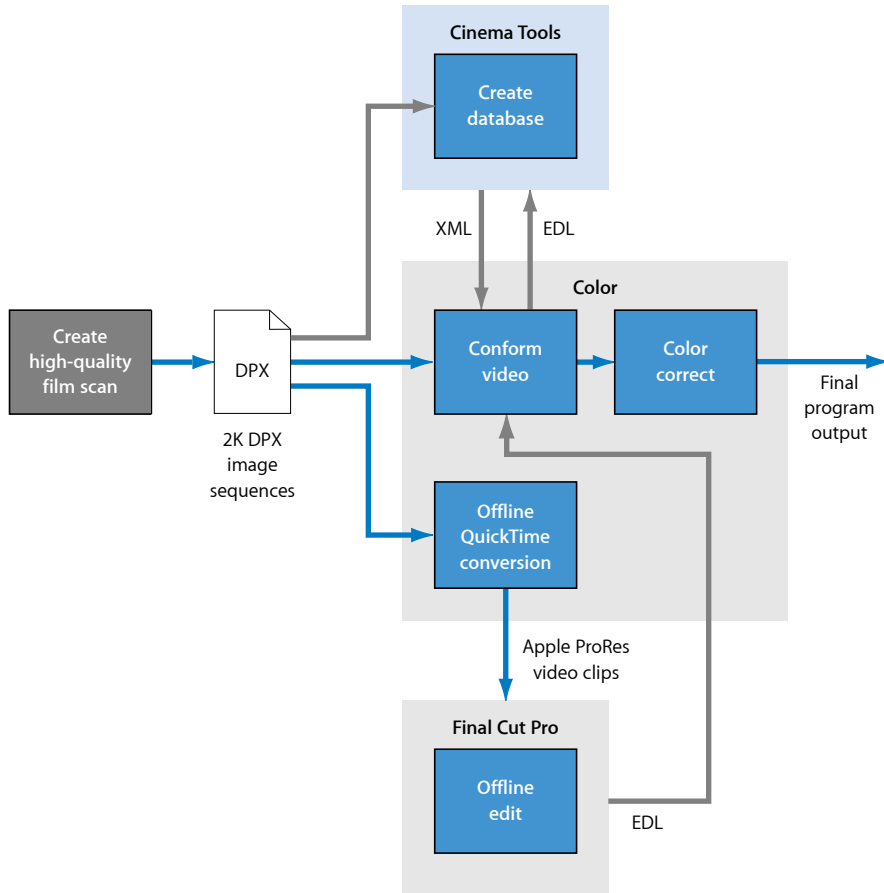 Cinema Tools
Create
database
XML
EDL
Color
Create
high-quality
film scan
DPX
2K DPX
image
sequences
Conform
video
Color
correct
Final
program
output
Offline
QuickTime
conversion
Apple ProRes
video clips
Final Cut Pro
Offline
edit
EDL